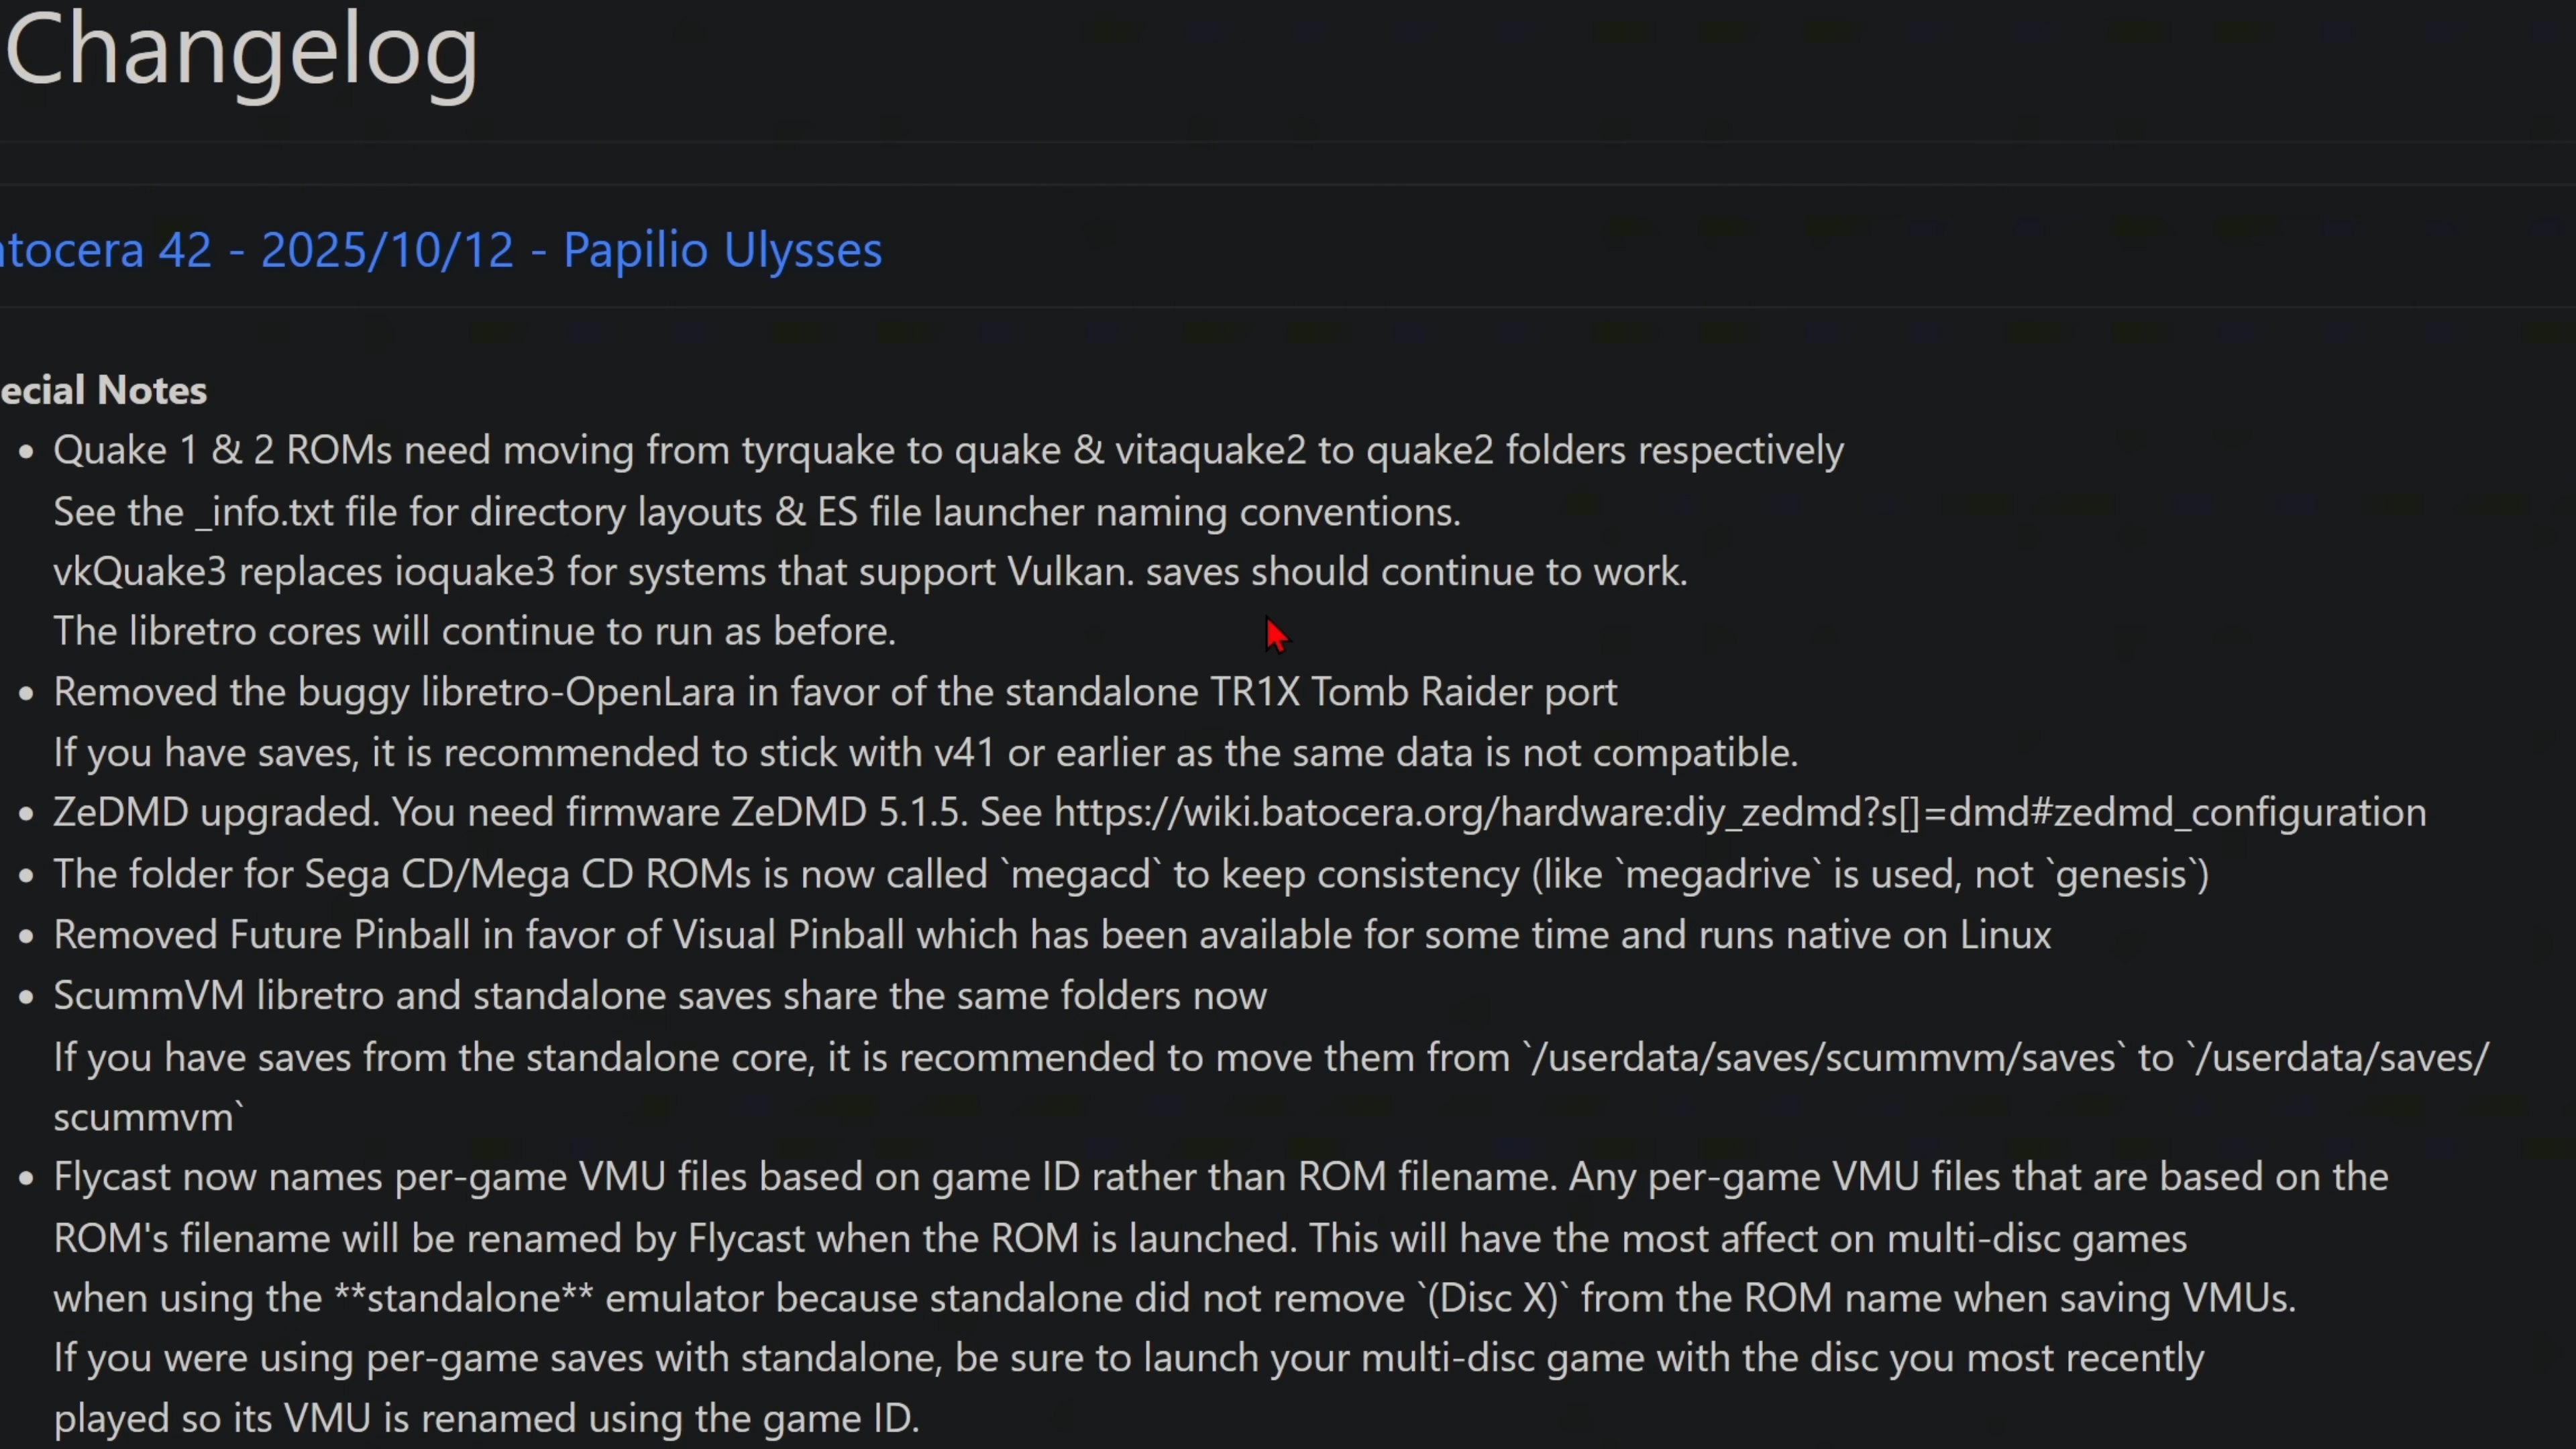 Changelog
tocera 42 - 2025/10/12 - Papilio Ulysses
ecial Notes
• Quake 1 & 2 ROMs need moving from tyrquake to quake & vitaquake2 to quake2 folders respectively
See the _info.txt file for directory layouts & ES file launcher naming conventions.
vkQuake3 replaces ioquake3 for systems that support Vulkan. saves should continue to work.
The libretro cores will continue to run as before.
• Removed the buggy libretro-OpenLara in favor of the standalone TR1X Tomb Raider port
If you have saves, it is recommended to stick with v41 or earlier as the same data is not compatible.
• ZeDMD upgraded. You need firmware ZeDMD 5.1.5. See https://wiki.batocera.org/hardware:diy_zedmd?s[]=dmd#zedmd_configuration
• The folder for Sega CD/Mega CD ROMs is now called `megacd` to keep consistency (like `megadrive` is used, not `genesis`)
• Removed Future Pinball in favor of Visual Pinball which has been available for some time and runs native on Linux
• ScummVM libretro and standalone saves share the same folders now
If you have saves from the standalone core, it is recommended to move them from `/userdata/saves/scummvm/saves` to `/userdata/saves/
scummvm`
• Flycast now names per-game VMU files based on game ID rather than ROM filename. Any per-game VMU files that are based on the
ROM's filename will be renamed by Flycast when the ROM is launched. This will have the most affect on multi-disc games
when using the **standalone** emulator because standalone did not remove `(Disc X)` from the ROM name when saving VMUs.
If you were using per-game saves with standalone, be sure to launch your multi-disc game with the disc you most recently
played so its VMU is renamed using the game ID.